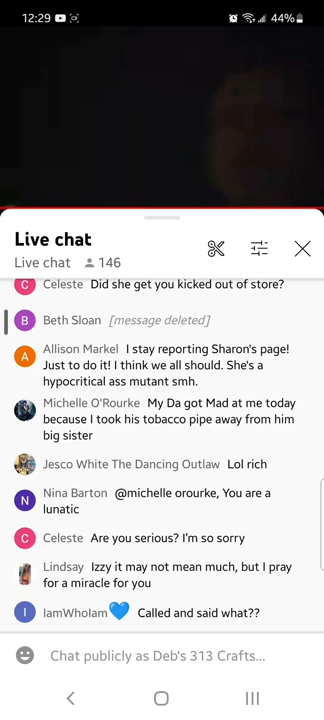 12:29
44%
Live chat
Live chat 146
C Celeste Did she get you kicked out of store?
B Beth Sloan [message deleted]
A Allison Markel I stay reporting Sharon's page!
Just to do it! I think we all should. She's a
hypocritical ass mutant smh.
Michelle O'Rourke My Da got Mad at me today
because I took his tobacco pipe away from him
big sister
Jesco White The Dancing Outlaw Lol rich
N Nina Barton @michelle orourke, You are a
lunatic
C Celeste Are you serious? I'm so sorry
Lindsay Izzy it may not mean much, but I pray
for a miracle for you
I IamWhoIam💙 Called and said what??
Chat publicly as Deb's 313 Crafts...